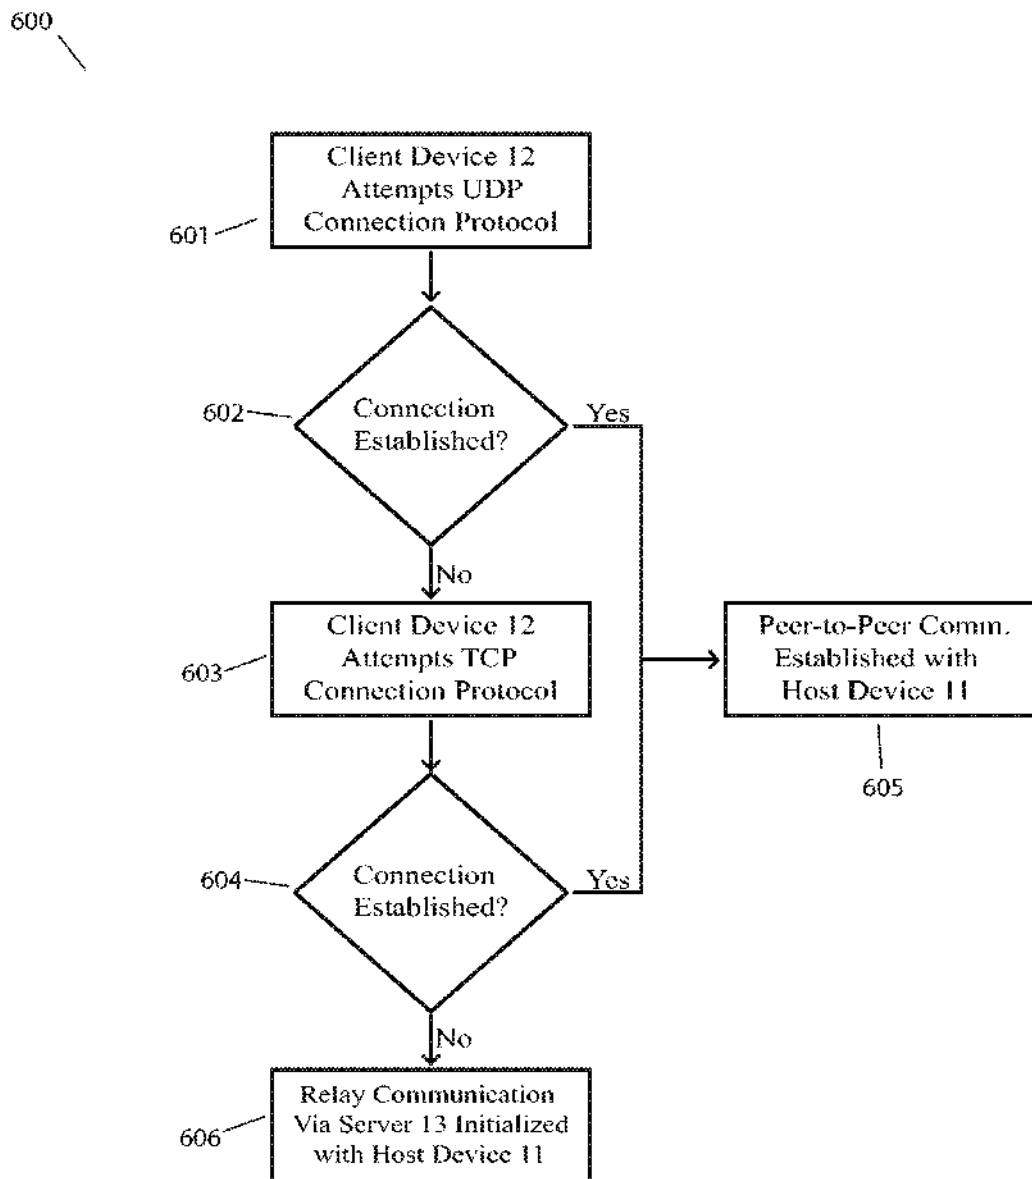 600
Client Device 12
Attempts UDP
Connection Protocol
601
602
Connection
Established?
Yes
No
Client Device 12
Attempts TCP
Connection Protocol
603
Peer-to-Peer Comm.
Established with
Host Device 11
605
604
Connection
Established?
Yes
No
Relay Communication
Via Server 13 Initialized
with Host Device 11
606